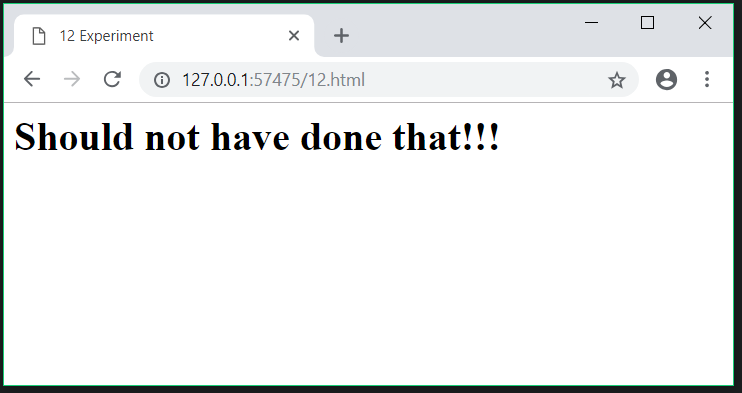 12 Experiment
127.0.0.1:57475/12.html
Should not have done that!!!